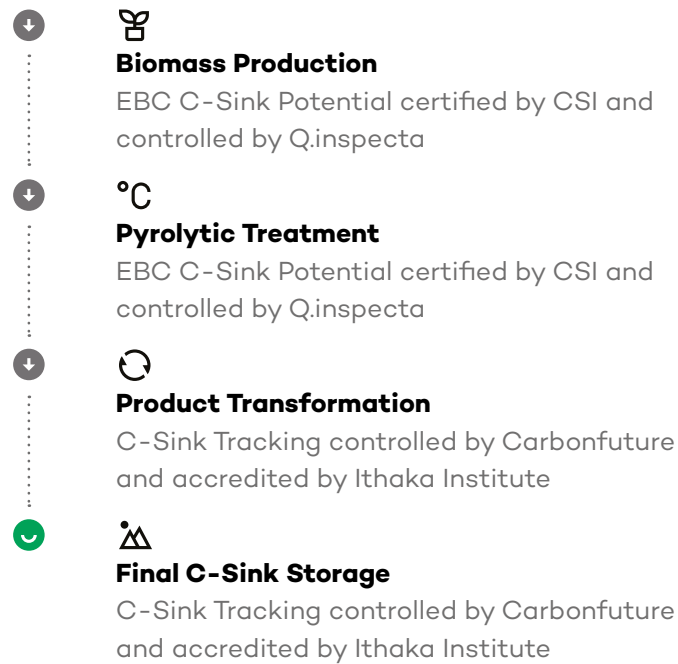 Biomass Production
EBC C-Sink Potential certified by CSI and
controlled by Q.inspecta
°C
Pyrolytic Treatment
EBC C-Sink Potential certified by CSI and
controlled by Q.inspecta
Product Transformation
C-Sink Tracking controlled by Carbonfuture
and accredited by Ithaka Institute
Final C-Sink Storage
C-Sink Tracking controlled by Carbonfuture
and accredited by Ithaka Institute